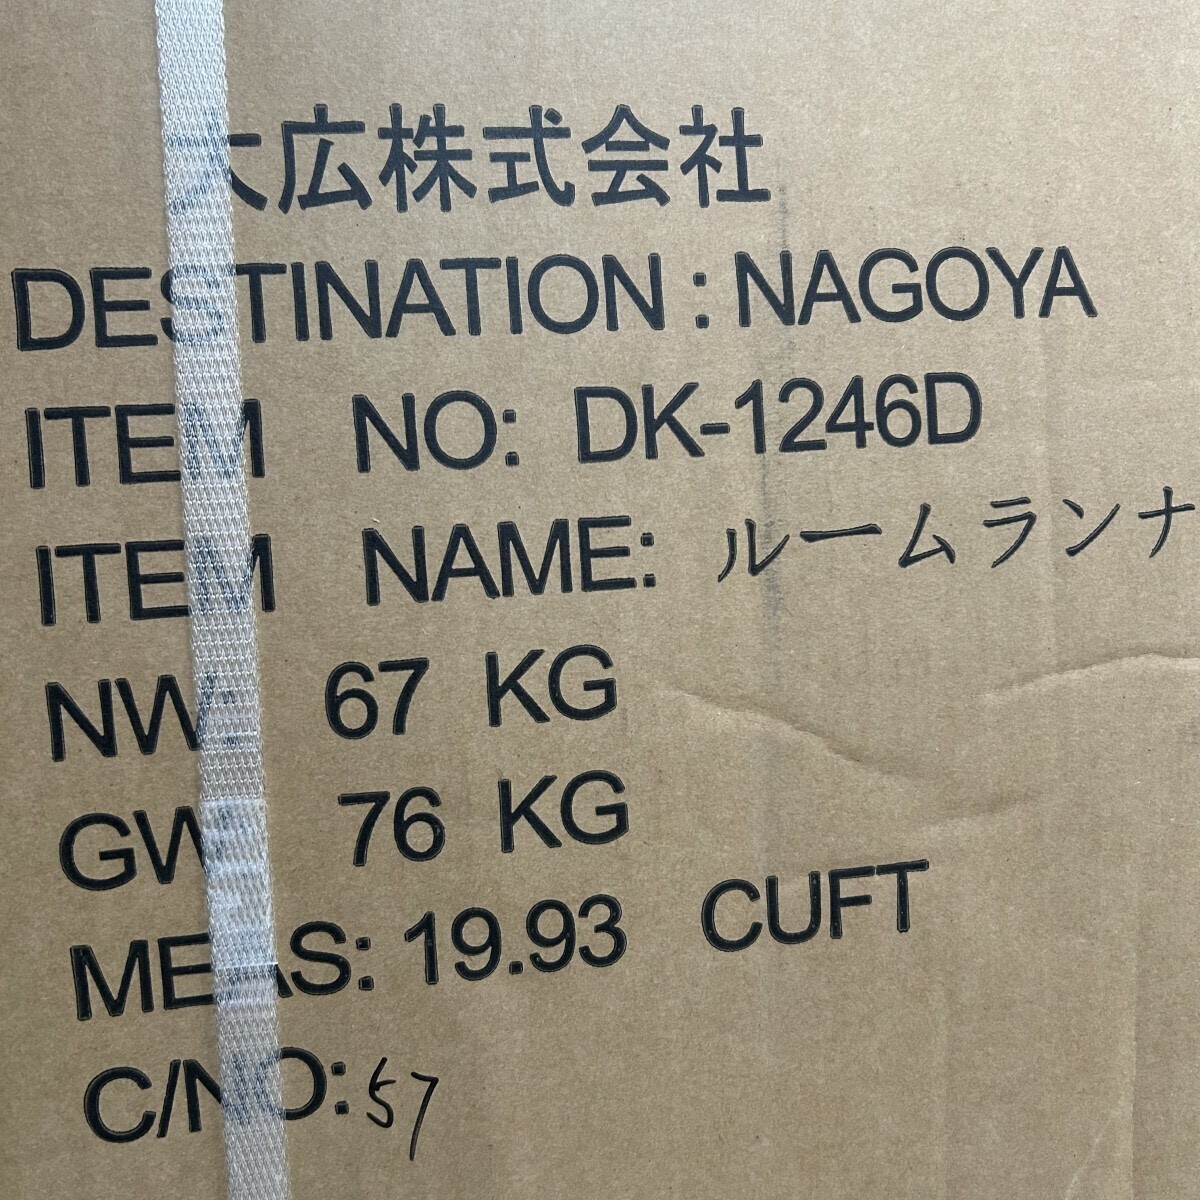 大広株式会社
DESTINATION : NAGOYA
ITEM NO: DK-1246D
ITEM NAME: ルームランナ
NW: 67 KG
GW: 76 KG
MEAS: 19.93 CUFT
C/NO: 57